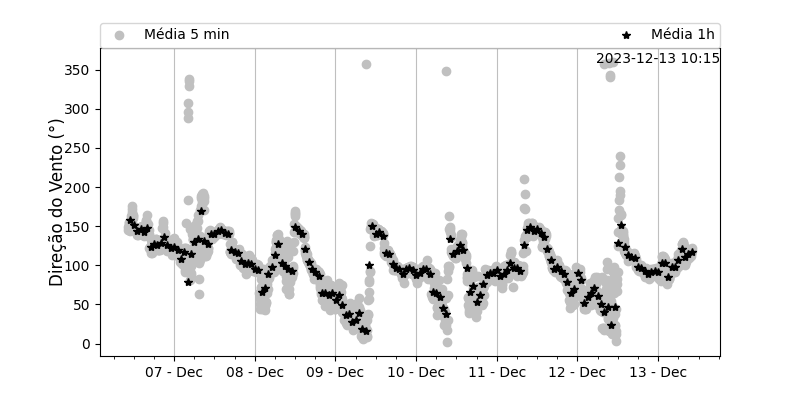 Média 5 min
Média 1h
2023-12-13 10:15
Direção do Vento (°)
350
300
250
200
150
100
50
0
07 - Dec
08 - Dec
09 - Dec
10 - Dec
11 - Dec
12 - Dec
13 - Dec